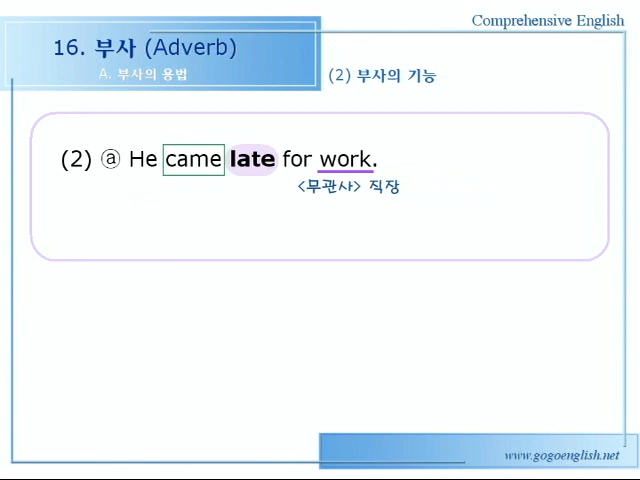 Comprehensive English
16. 부사 (Adverb)
A. 부사의 용법
(2) 부사의 기능
(2) ⓐ He came late for work.
<무관사> 직장
www.gogoenglish.net